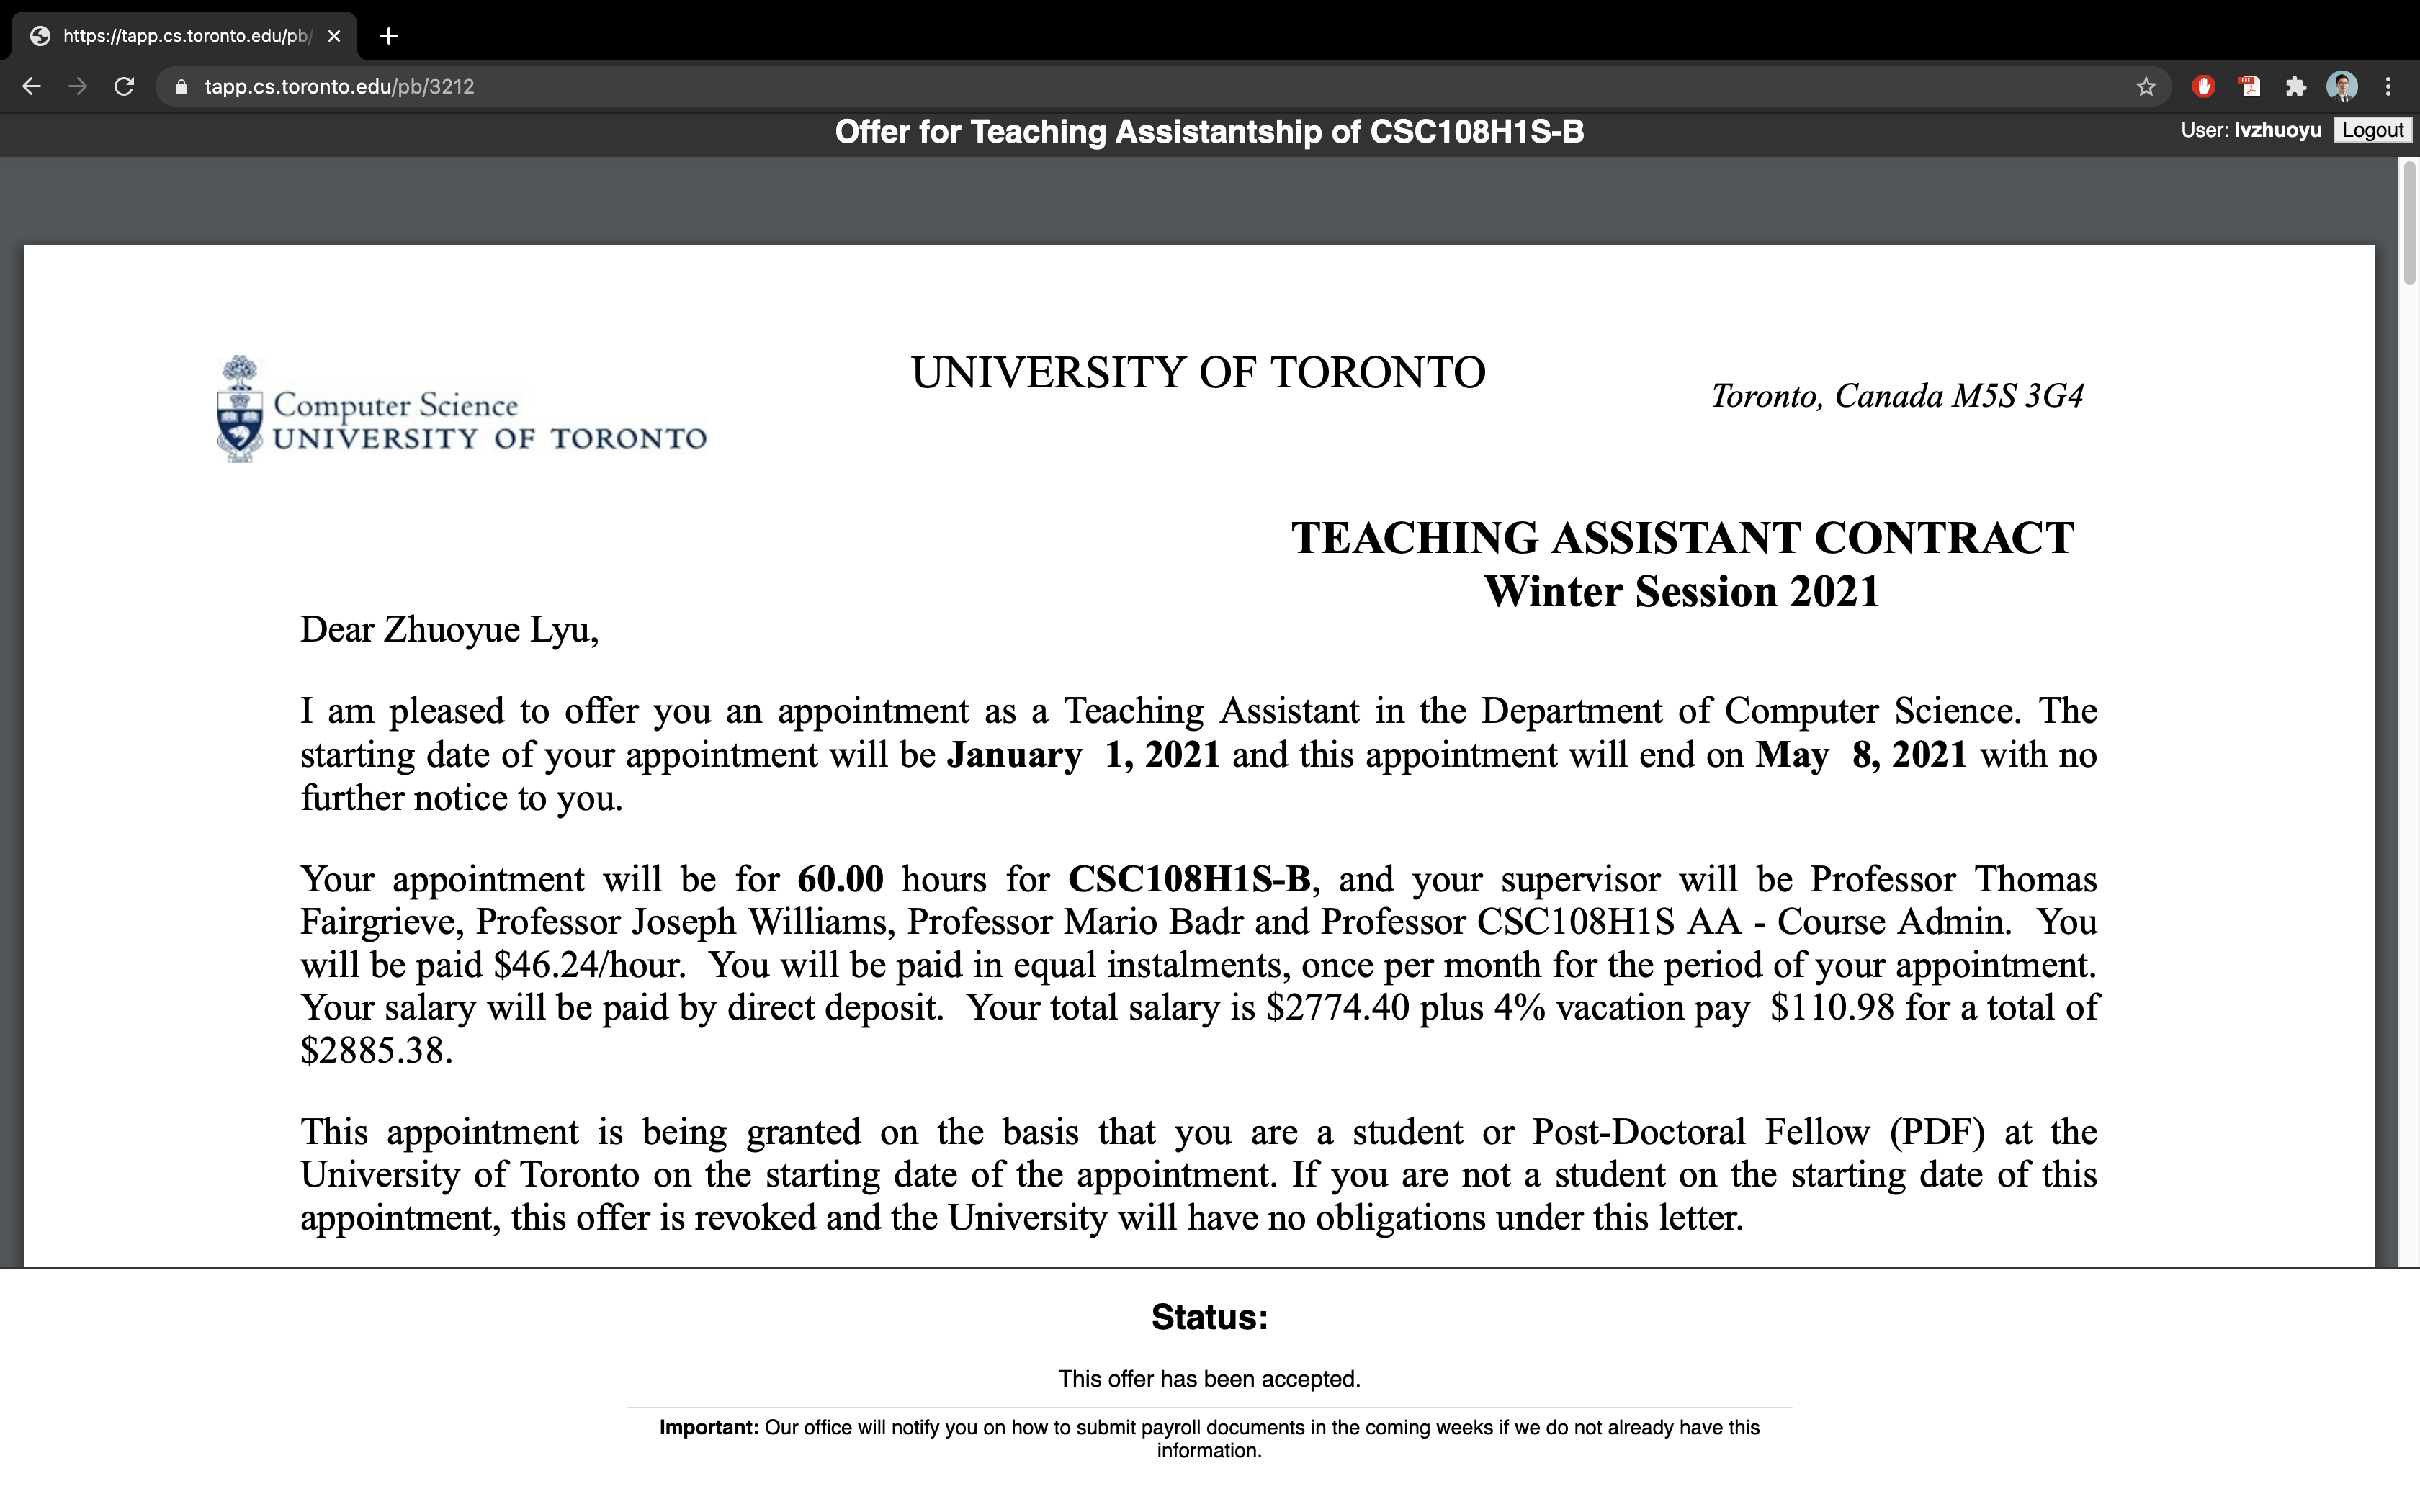 https://tapp.cs.toronto.edu/pb/
tapp.cs.toronto.edu/pb/3212
Offer for Teaching Assistantship of CSC108H1S-B
User: lvzhuoyu Logout
Computer Science
UNIVERSITY OF TORONTO
UNIVERSITY OF TORONTO
Toronto, Canada M5S 3G4
TEACHING ASSISTANT CONTRACT
Winter Session 2021
Dear Zhuoyue Lyu,
I am pleased to offer you an appointment as a Teaching Assistant in the Department of Computer Science. The
starting date of your appointment will be January 1, 2021 and this appointment will end on May 8, 2021 with no
further notice to you.
Your appointment will be for 60.00 hours for CSC108H1S-B, and your supervisor will be Professor Thomas
Fairgrieve, Professor Joseph Williams, Professor Mario Badr and Professor CSC108H1S AA - Course Admin. You
will be paid $46.24/hour. You will be paid in equal instalments, once per month for the period of your appointment.
Your salary will be paid by direct deposit. Your total salary is $2774.40 plus 4% vacation pay $110.98 for a total of
$2885.38.
This appointment is being granted on the basis that you are a student or Post-Doctoral Fellow (PDF) at the
University of Toronto on the starting date of the appointment. If you are not a student on the starting date of this
appointment, this offer is revoked and the University will have no obligations under this letter.
Status:
This offer has been accepted.
Important: Our office will notify you on how to submit payroll documents in the coming weeks if we do not already have this
information.